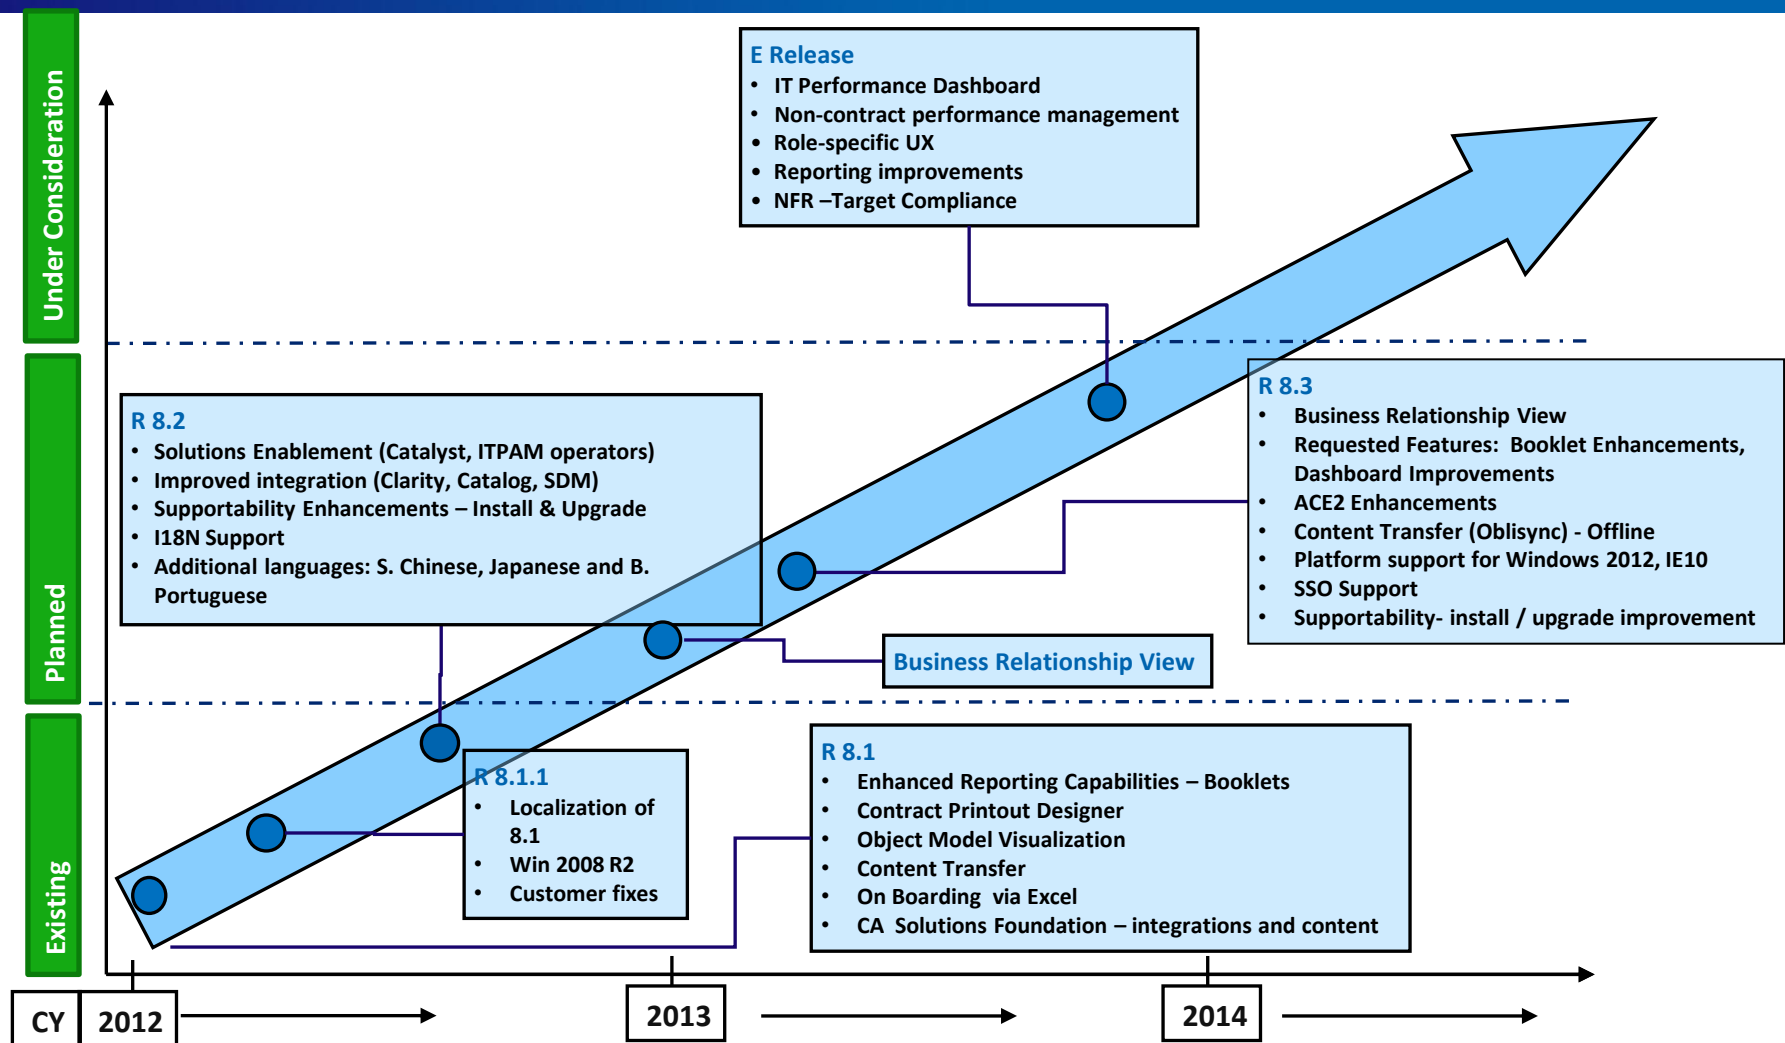 Under Consideration
Planned
Existing
E Release
• IT Performance Dashboard
• Non-contract performance management
• Role-specific UX
• Reporting improvements
• NFR –Target Compliance
R 8.2
• Solutions Enablement (Catalyst, ITPAM operators)
• Improved integration (Clarity, Catalog, SDM)
• Supportability Enhancements – Install & Upgrade
• I18N Support
• Additional languages: S. Chinese, Japanese and B.
Portuguese
R 8.3
• Business Relationship View
• Requested Features:  Booklet Enhancements,
Dashboard Improvements
• ACE2 Enhancements
• Content Transfer (Oblisync) - Offline
• Platform support for Windows 2012, IE10
• SSO Support
• Supportability- install / upgrade improvement
Business Relationship View
R 8.1.1
• Localization of
8.1
• Win 2008 R2
• Customer fixes
R 8.1
• Enhanced Reporting Capabilities – Booklets
• Contract Printout Designer
• Object Model Visualization
• Content Transfer
• On Boarding  via Excel
• CA  Solutions Foundation – integrations and content
CY 2012 2013 2014